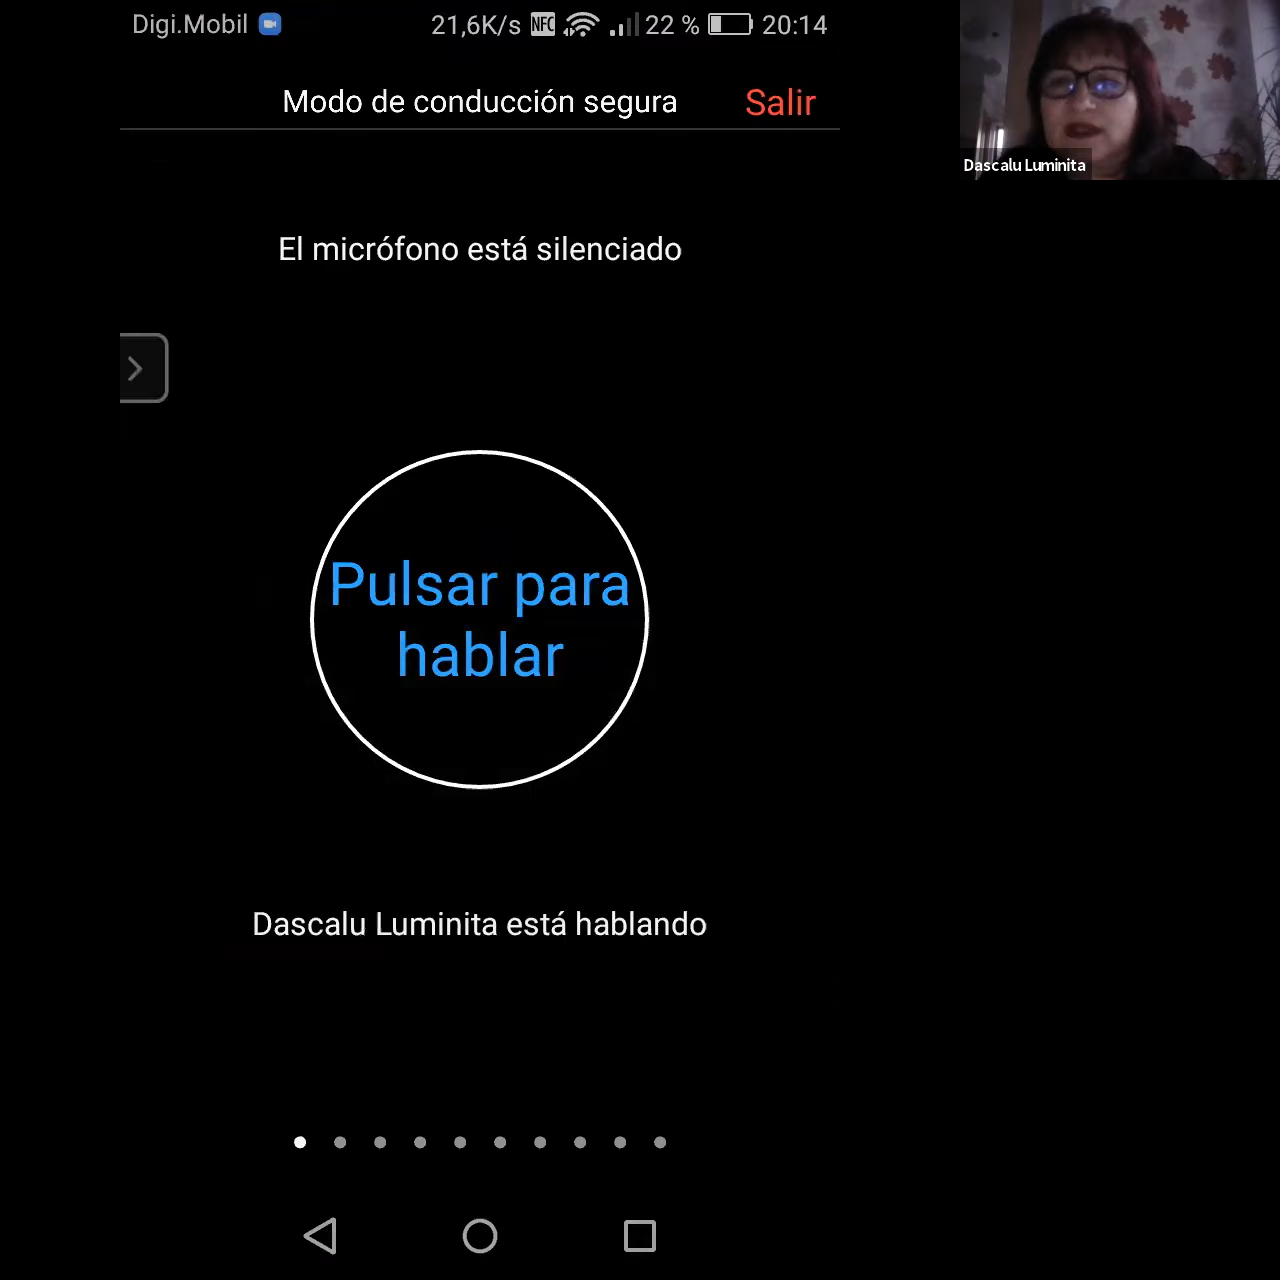 Digi.Mobil 21,6K/s NFC 22 % 20:14
Modo de conducción segura Salir
Dascalu Luminita
El micrófono está silenciado
Pulsar para
hablar
Dascalu Luminita está hablando